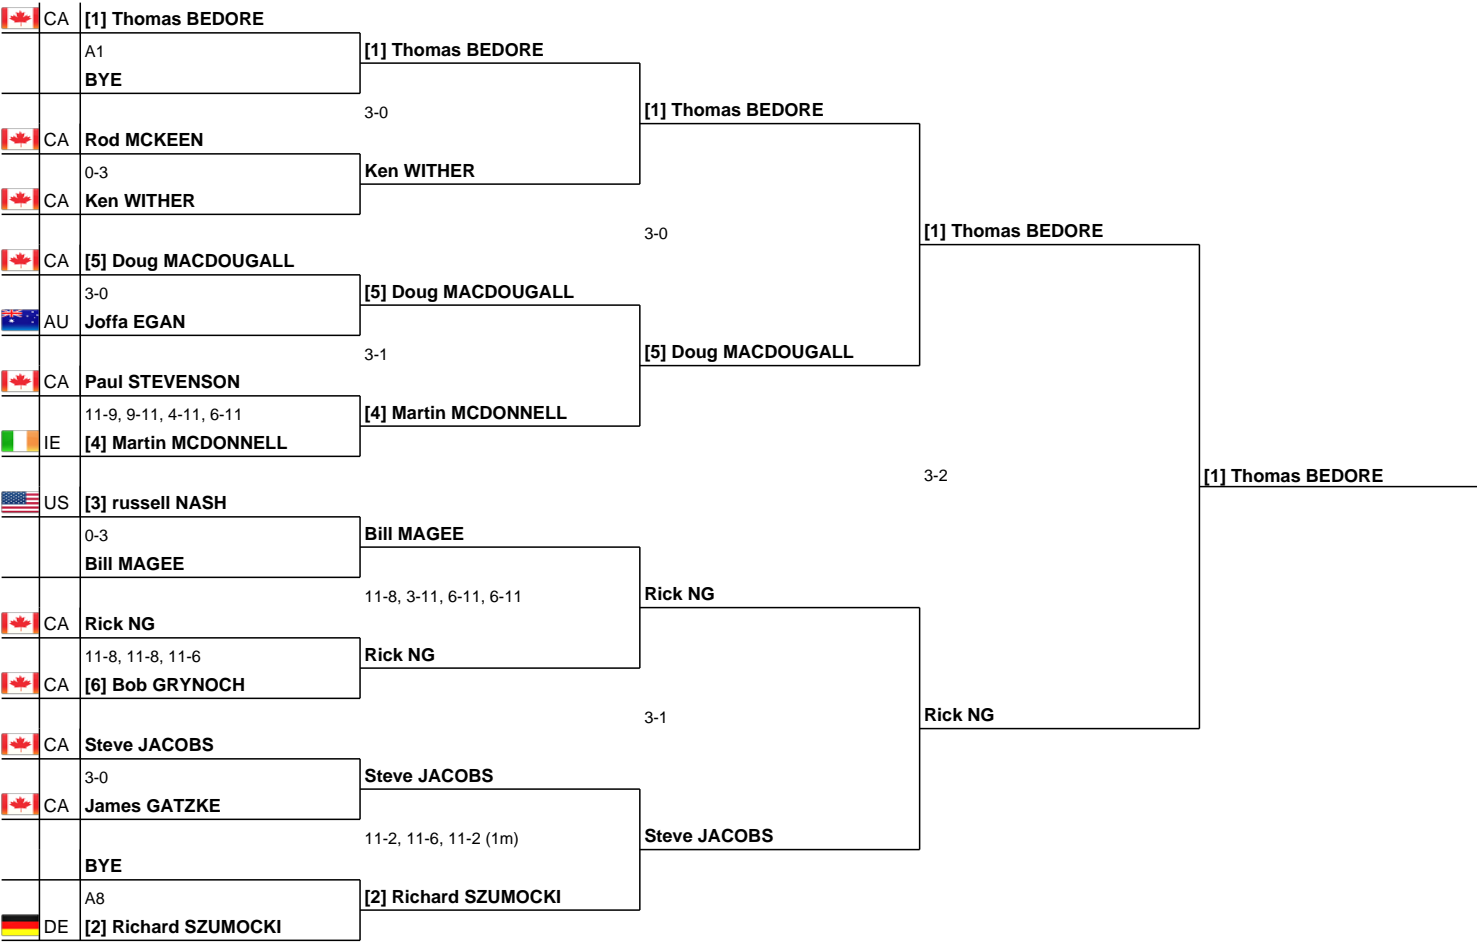 CA [1] Thomas BEDORE
A1
BYE
CA Rod MCKEEN
0-3
CA Ken WITHER
CA [5] Doug MACDOUGALL
3-0
AU Joffa EGAN
CA Paul STEVENSON
11-9, 9-11, 4-11, 6-11
IE [4] Martin MCDONNELL
US [3] russell NASH
0-3
Bill MAGEE
CA Rick NG
11-8, 11-8, 11-6
CA [6] Bob GRYNOCH
CA Steve JACOBS
3-0
CA James GATZKE
BYE
A8
DE [2] Richard SZUMOCKI
[1] Thomas BEDORE
3-0
Ken WITHER
[5] Doug MACDOUGALL
3-1
[4] Martin MCDONNELL
Bill MAGEE
11-8, 3-11, 6-11, 6-11
Rick NG
Steve JACOBS
11-2, 11-6, 11-2 (1m)
[2] Richard SZUMOCKI
[1] Thomas BEDORE
3-0
[5] Doug MACDOUGALL
Rick NG
3-1
Steve JACOBS
[1] Thomas BEDORE
3-2
Rick NG
[1] Thomas BEDORE